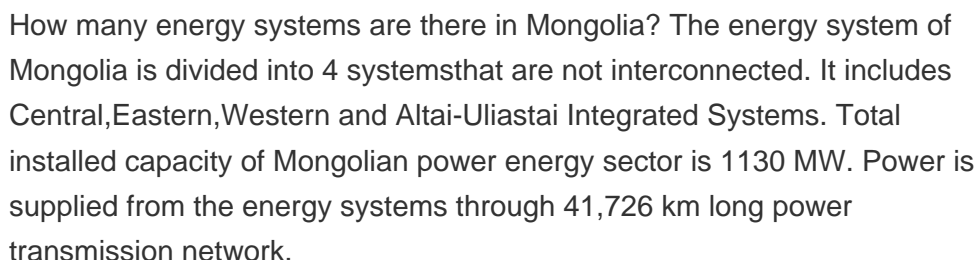 How many energy systems are there in Mongolia? The energy system of
Mongolia is divided into 4 systemsthat are not interconnected. It includes
Central,Eastern,Western and Altai-Uliastai Integrated Systems. Total
installed capacity of Mongolian power energy sector is 1130 MW. Power is
supplied from the energy systems through 41,726 km long power
transmission network.